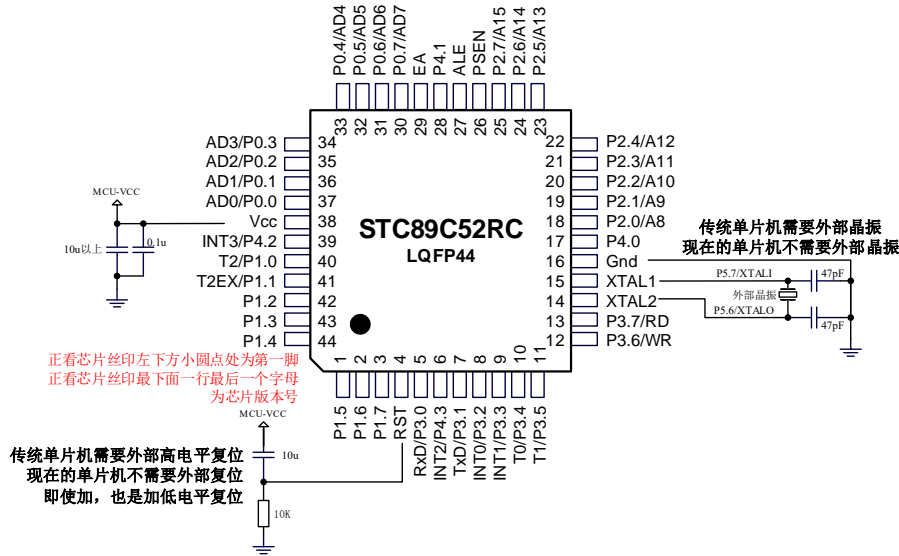 P0.4/AD4
P0.5/AD5
P0.6/AD6
P0.7/AD7
EA
P4.1
ALE
PSEN
P2.7/A15
P2.6/A14
P2.5/A13
33
32
31
30
29
28
27
26
25
24
23
AD3/P0.3 34
AD2/P0.2 35
AD1/P0.1 36
AD0/P0.0 37
Vcc 38
INT3/P4.2 39
T2/P1.0 40
T2EX/P1.1 41
P1.2 42
P1.3 43
P1.4 44
MCU-VCC
10u以上
0.1u
STC89C52RC
LQFP44
22 P2.4/A12
21 P2.3/A11
20 P2.2/A10
19 P2.1/A9
18 P2.0/A8
17 P4.0
16 Gnd
15 XTAL1
14 XTAL2
13 P3.7/RD
12 P3.6/WR
传统单片机需要外部晶振
现在的单片机不需要外部晶振
P5.7/XTALI
47pF
外部晶振
P5.6/XTALO
47pF
正看芯片丝印左下方小圆点处为第一脚
正看芯片丝印最下面一行最后一个字母
为芯片版本号
1
2
3
4
5
6
7
8
9
10
11
P1.5
P1.6
P1.7
RST
RxD/P3.0
INT2/P4.3
TxD/P3.1
INT0/P3.2
INT1/P3.3
T0/P3.4
T1/P3.5
MCU-VCC
10u
传统单片机需要外部高电平复位
现在的单片机不需要外部复位
即使加，也是加低电平复位
10K